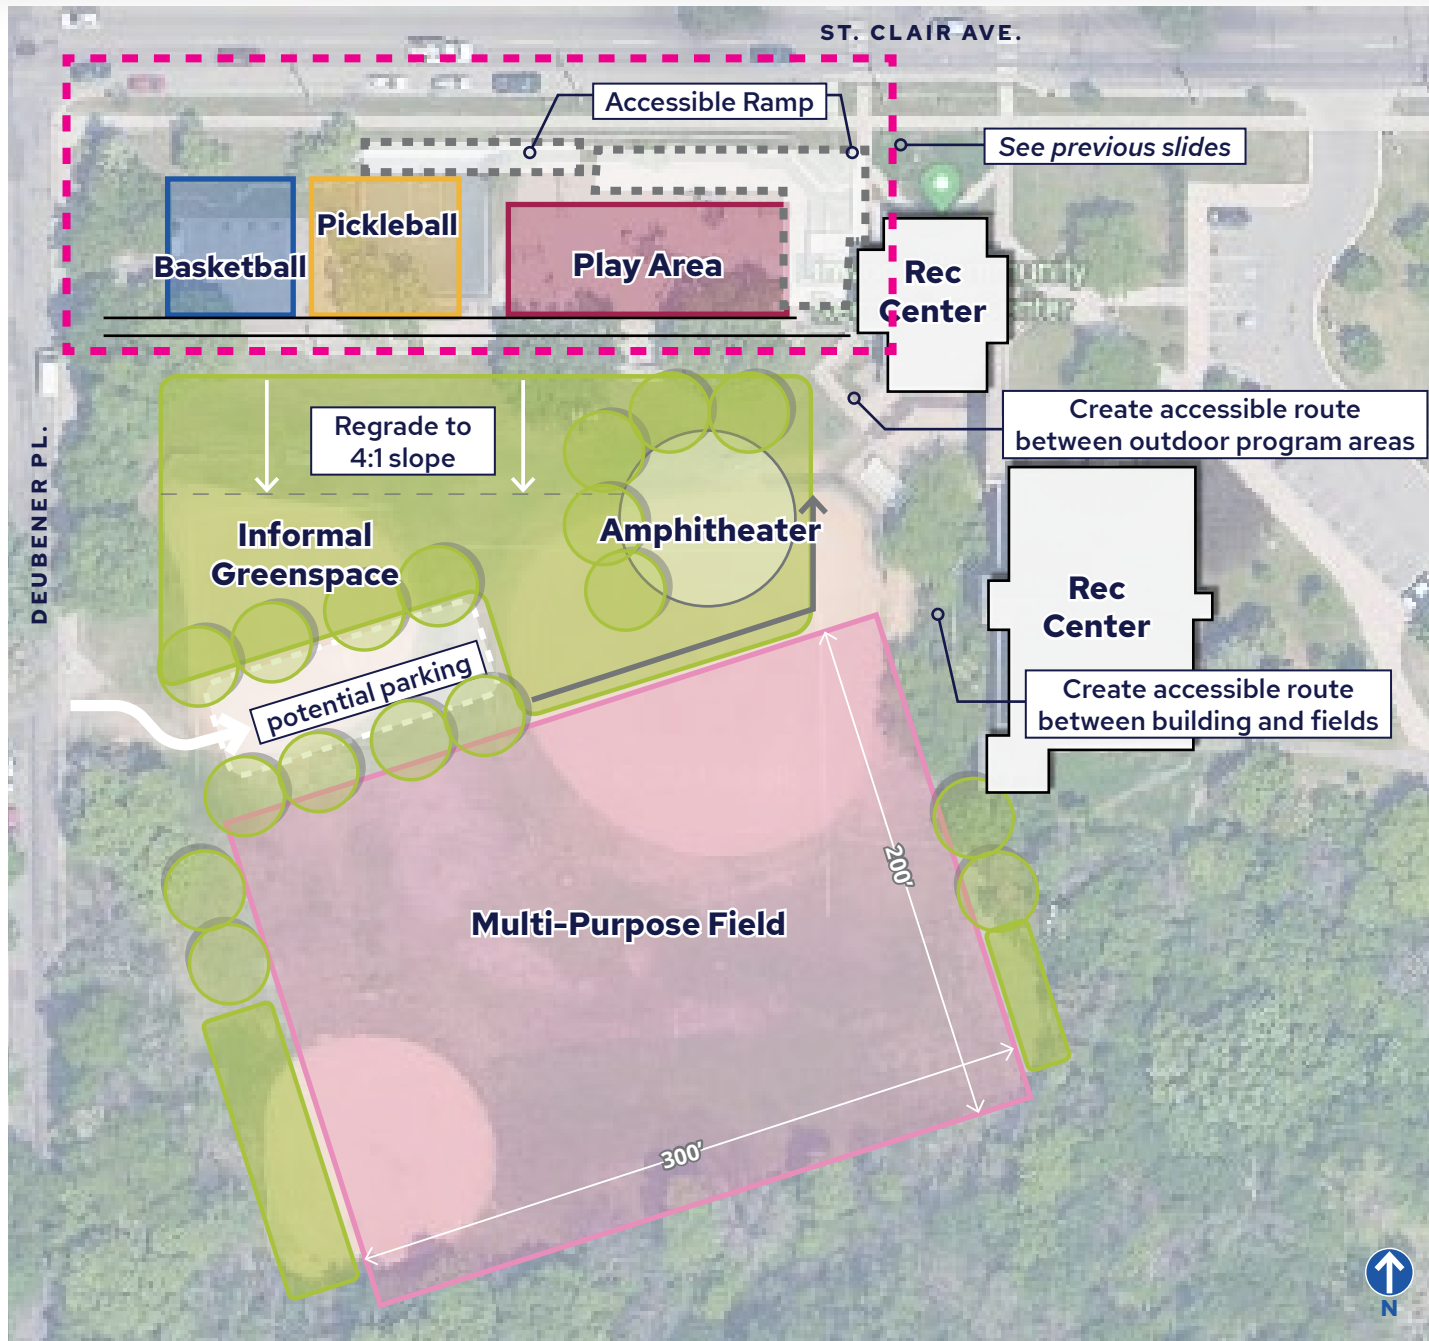 ST. CLAIR AVE.
Accessible Ramp
See previous slides
Pickleball
Basketball
Play Area
Rec
Center
Regrade to
4:1 slope
Create accessible route
between outdoor program areas
DEUBENER PL.
Informal
Greenspace
Amphitheater
Rec
Center
potential parking
Create accessible route
between building and fields
200'
Multi-Purpose Field
300'
N